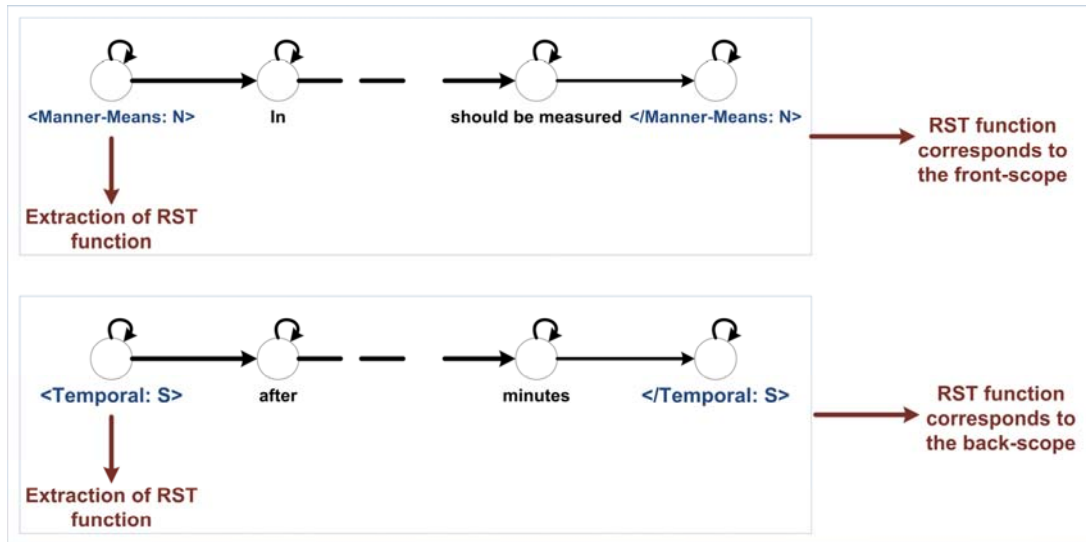 <Manner-Means: N>
In
should be measured
</Manner-Means: N>
RST function
corresponds to
the front-scope
Extraction of RST
function
<Temporal: S>
after
minutes
</Temporal: S>
RST function
corresponds to
the back-scope
Extraction of RST
function